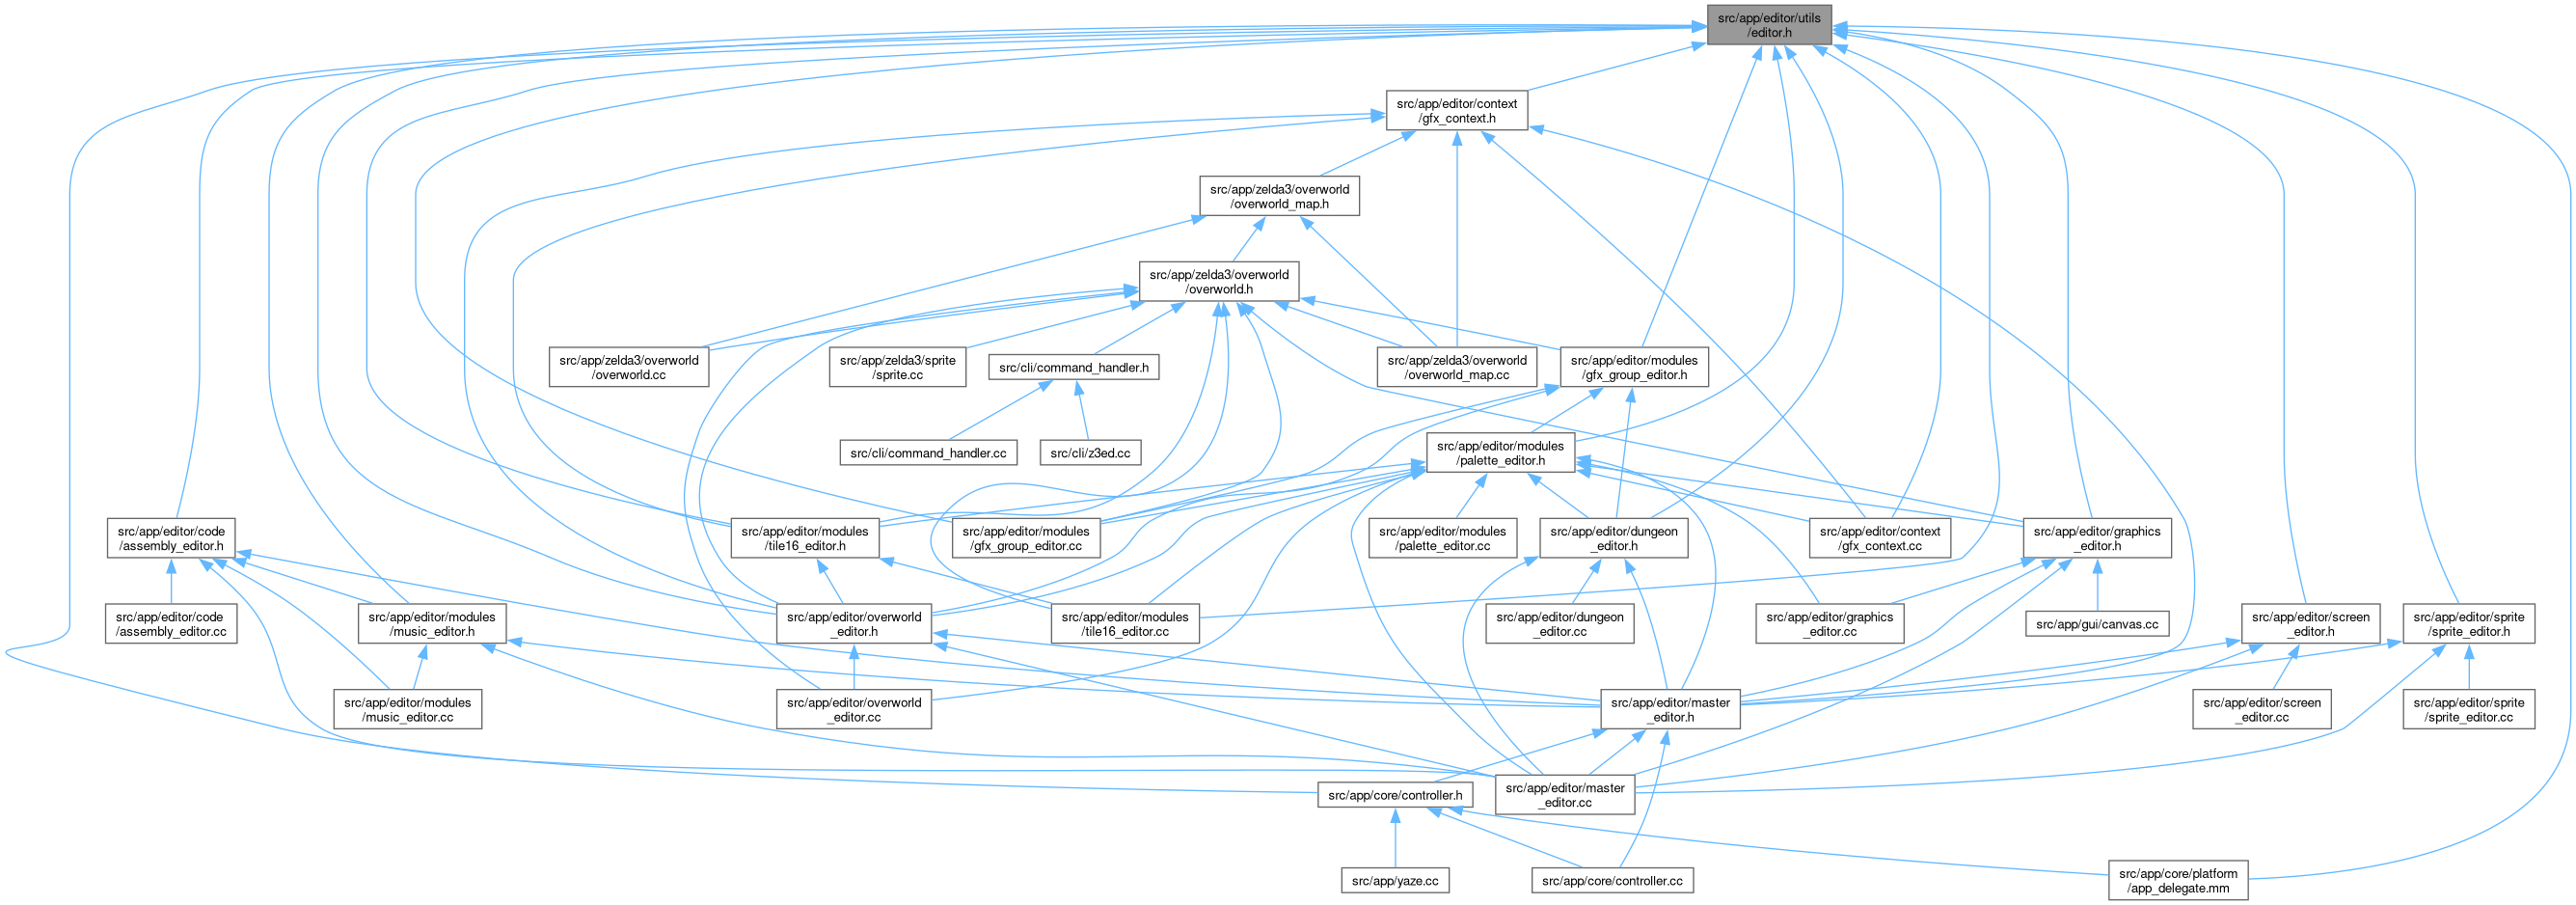 src/app/editor/utils
/editor.h
src/app/editor/context
/gfx_context.h
src/app/zelda3/overworld
/overworld_map.h
src/app/zelda3/overworld
/overworld.h
src/app/zelda3/overworld
/overworld.cc
src/app/zelda3/sprite
/sprite.cc
src/cli/command_handler.h
src/app/zelda3/overworld
/overworld_map.cc
src/app/editor/modules
/gfx_group_editor.h
src/cli/command_handler.cc
src/cli/z3ed.cc
src/app/editor/modules
/palette_editor.h
src/app/editor/code
/assembly_editor.h
src/app/editor/modules
/tile16_editor.h
src/app/editor/modules
/gfx_group_editor.cc
src/app/editor/modules
/palette_editor.cc
src/app/editor/dungeon
_editor.h
src/app/editor/context
/gfx_context.cc
src/app/editor/graphics
_editor.h
src/app/editor/code
/assembly_editor.cc
src/app/editor/modules
/music_editor.h
src/app/editor/overworld
_editor.h
src/app/editor/modules
/tile16_editor.cc
src/app/editor/dungeon
_editor.cc
src/app/editor/graphics
_editor.cc
src/app/gui/canvas.cc
src/app/editor/screen
_editor.h
src/app/editor/sprite
/sprite_editor.h
src/app/editor/modules
/music_editor.cc
src/app/editor/overworld
_editor.cc
src/app/editor/master
_editor.h
src/app/editor/screen
_editor.cc
src/app/editor/sprite
/sprite_editor.cc
src/app/core/controller.h
src/app/editor/master
_editor.cc
src/app/yaze.cc
src/app/core/controller.cc
src/app/core/platform
/app_delegate.mm